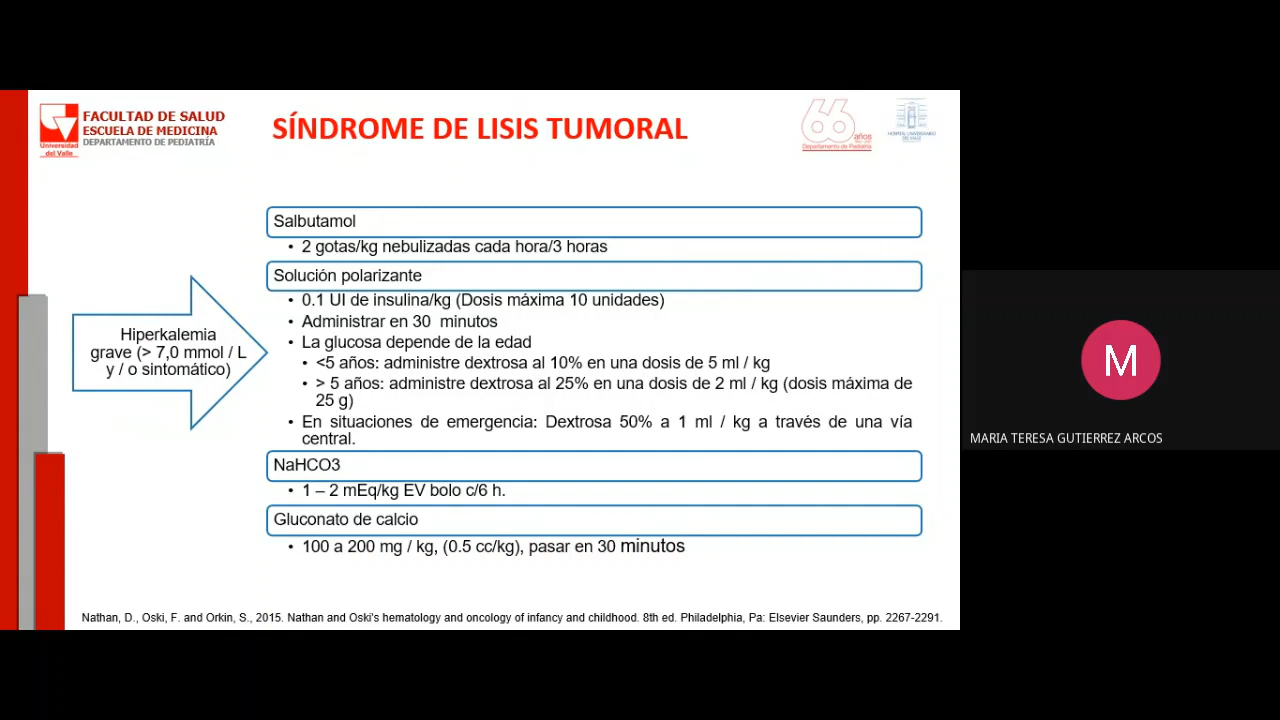 FACULTAD DE SALUD
ESCUELA DE MEDICINA
DEPARTAMENTO DE PEDIATRÍA
Universidad
del Valle
SÍNDROME DE LISIS TUMORAL
66 años
Departamento de Pediatría
HOSPITAL UNIVERSITARIO
DEL VALLE
Hiperkalemia
grave (> 7,0 mmol / L
y / o sintomático)
Salbutamol
• 2 gotas/kg nebulizadas cada hora/3 horas
Solución polarizante
• 0.1 UI de insulina/kg (Dosis máxima 10 unidades)
• Administrar en 30 minutos
• La glucosa depende de la edad
• <5 años: administre dextrosa al 10% en una dosis de 5 ml / kg
• > 5 años: administre dextrosa al 25% en una dosis de 2 ml / kg (dosis máxima de
25 g)
• En situaciones de emergencia: Dextrosa 50% a 1 ml / kg a través de una vía
central.
NaHCO3
• 1 – 2 mEq/kg EV bolo c/6 h.
Gluconato de calcio
• 100 a 200 mg / kg, (0.5 cc/kg), pasar en 30 minutos
Nathan, D., Oski, F. and Orkin, S., 2015. Nathan and Oski's hematology and oncology of infancy and childhood. 8th ed. Philadelphia, Pa: Elsevier Saunders, pp. 2267-2291.
M
MARIA TERESA GUTIERREZ ARCOS